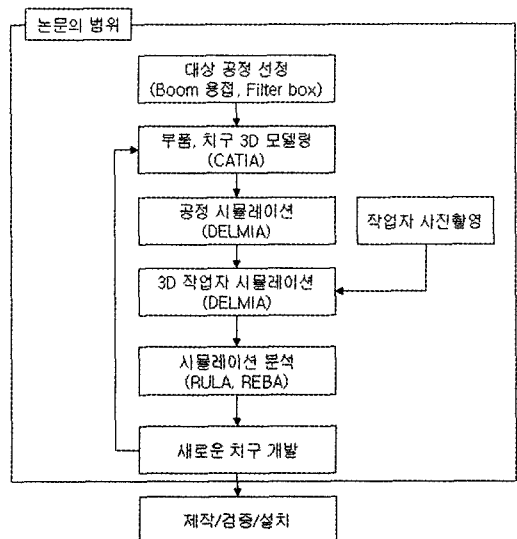 논문의 범위
대상 공정 선정
(Boom 용접, Filter box)
부품, 치구 3D 모델링
(CATIA)
공정 시뮬레이션
(DELMIA)
작업자 사진촬영
3D 작업자 시뮬레이션
(DELMIA)
시뮬레이션 분석
(RULA, REBA)
새로운 치구 개발
제작/검증/설치